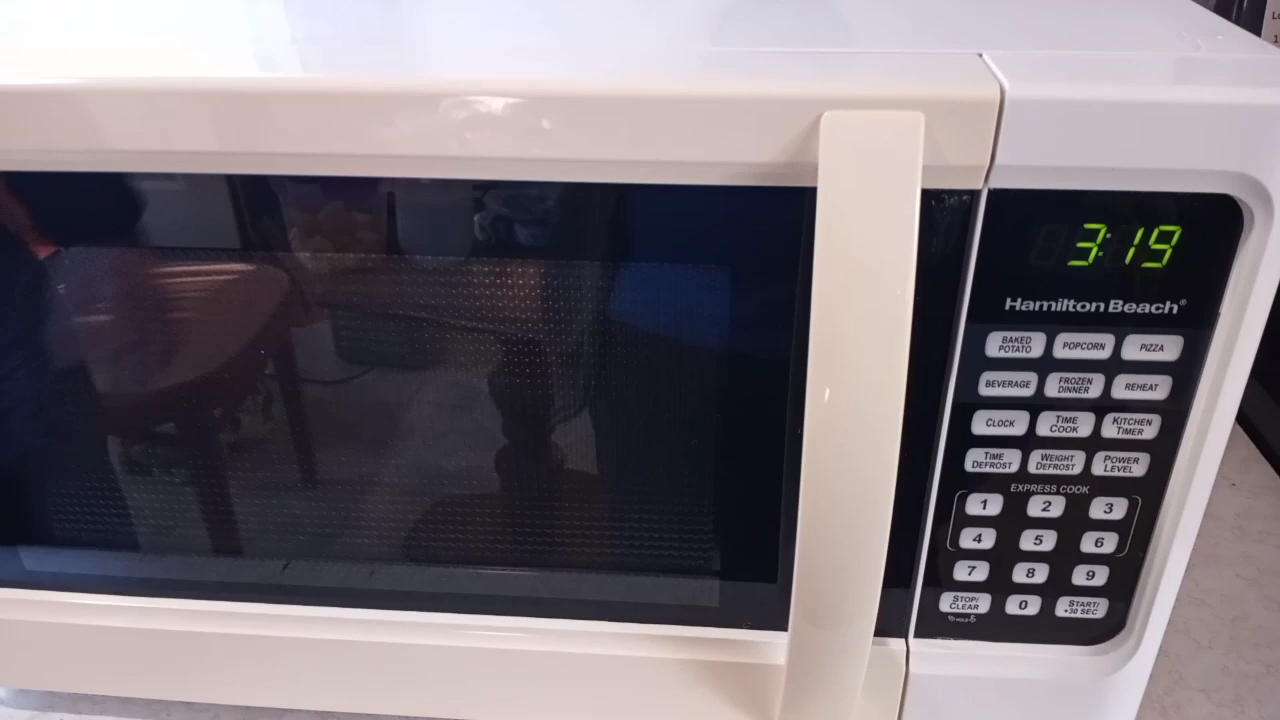 3:19
Hamilton Beach®
BAKED POTATO
POPCORN
PIZZA
BEVERAGE
FROZEN DINNER
REHEAT
CLOCK
TIME COOK
KITCHEN TIMER
TIME DEFROST
WEIGHT DEFROST
POWER LEVEL
EXPRESS COOK
1 2 3
4 5 6
7 8 9
STOP/ CLEAR
0
START/ +30 SEC
HOLD